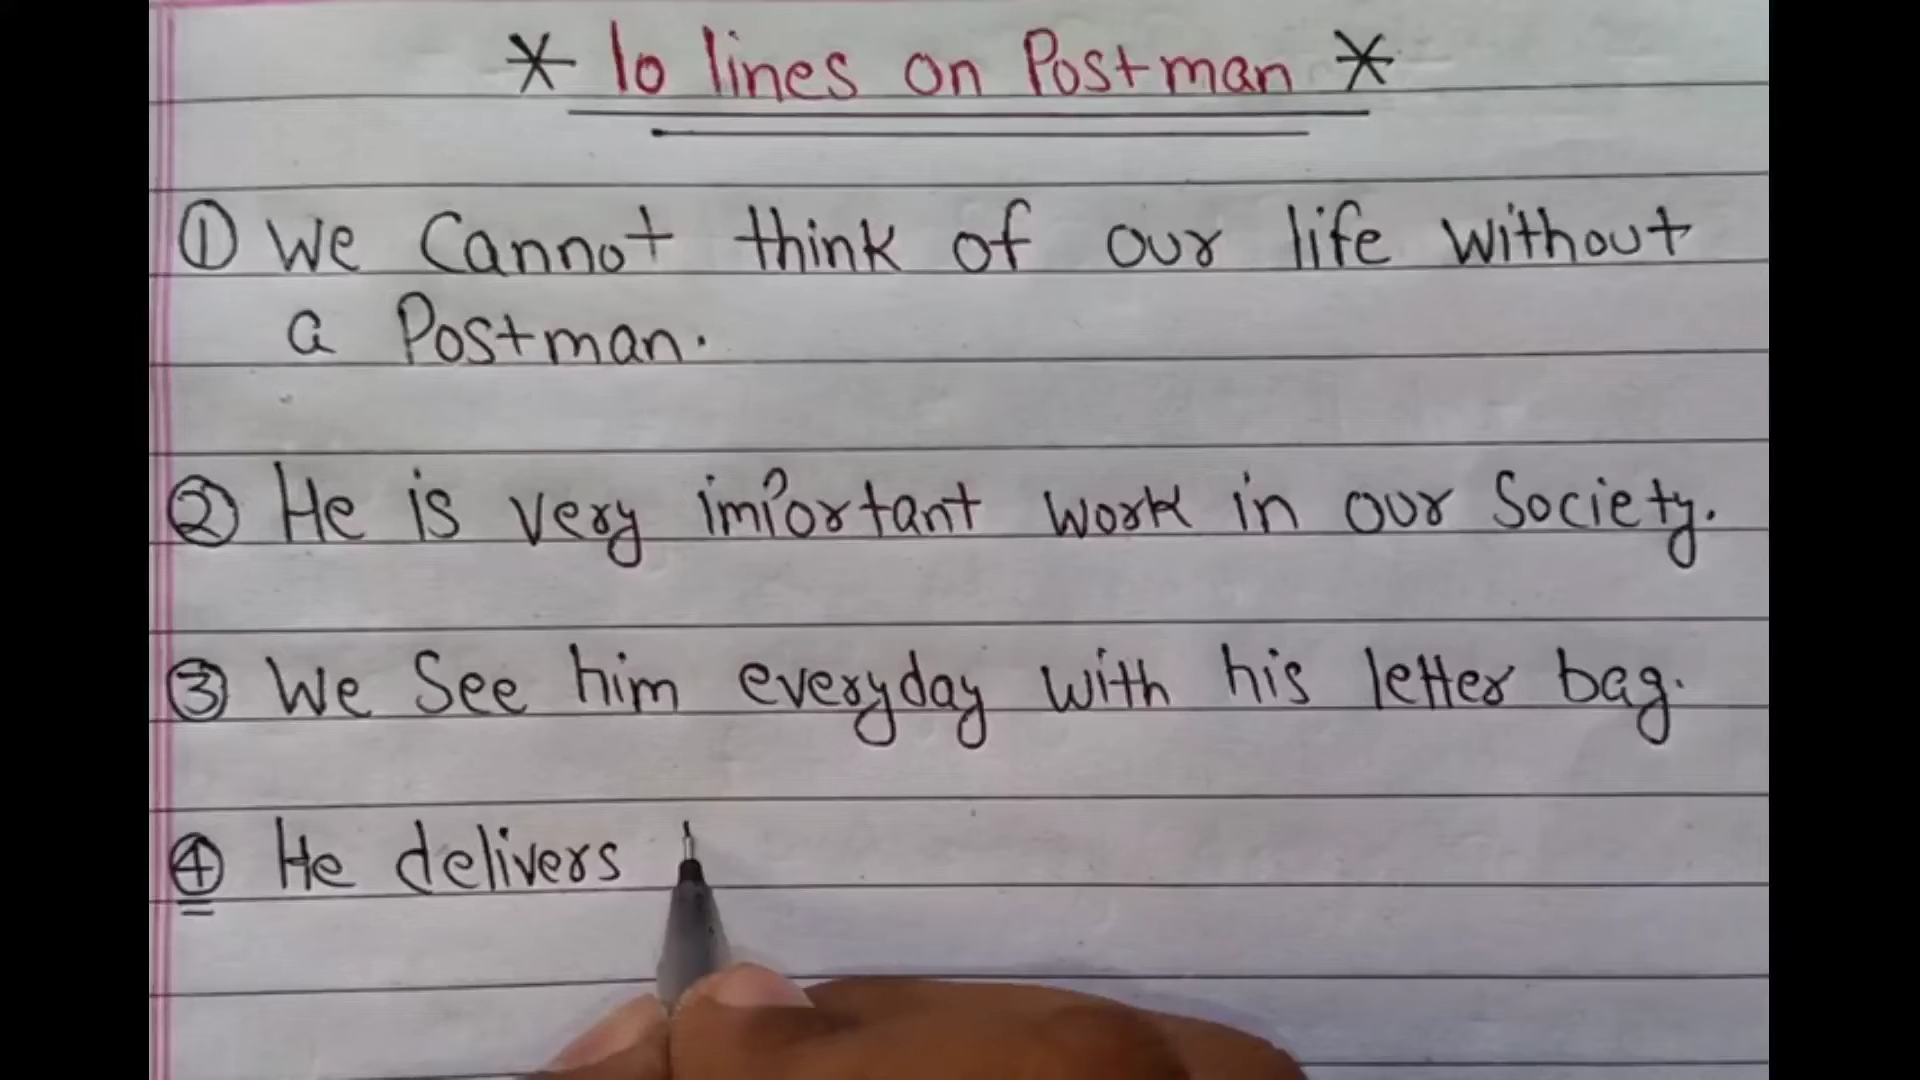 * 10 lines on Postman *
① We Cannot think of our life without
a Postman.
② He is very important work in our Society.
③ We See him everyday with his letter bag.
④ He delivers